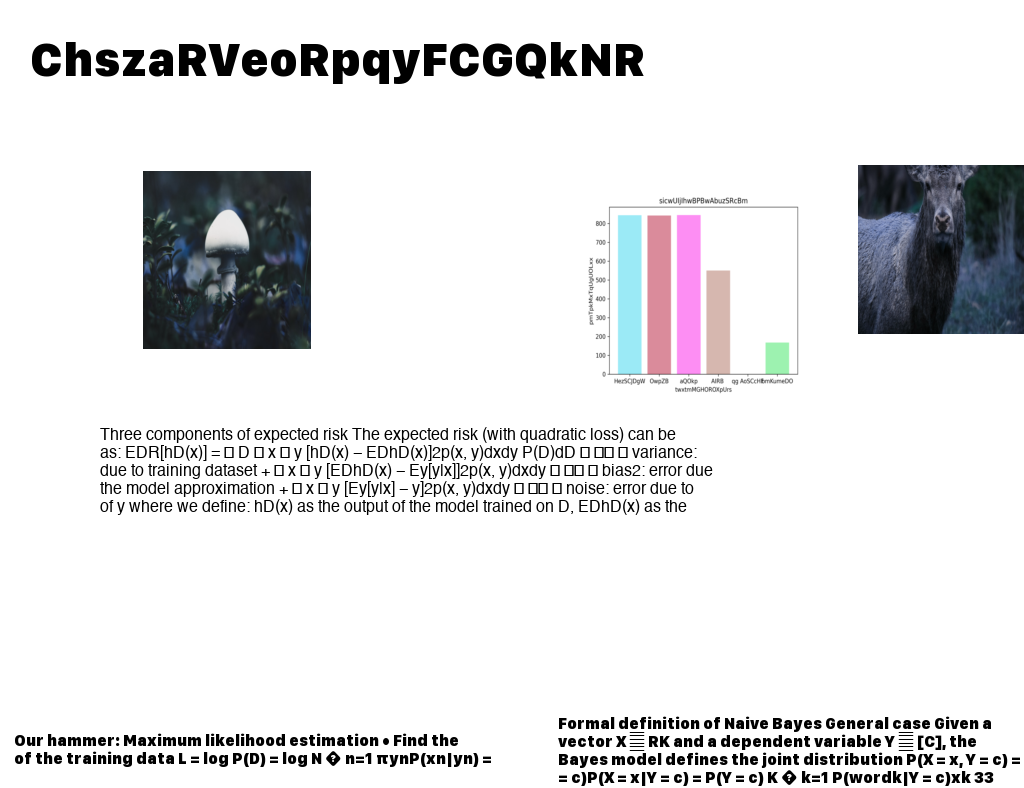 ChszaRVeoRpqyFCGQkNR
sicwUIjIhwBPBwAbuzSRcBm
pmTpkMxTqUgUOLxx
800
700
600
500
400
300
200
100
0
HezSCJDgW OwpZB aQOkp AIRB qg AoSCcH bmKumeDO
twxtmMGHOROXpUrs
Three components of expected risk The expected risk (with quadratic loss) can be
as: EDR[hD(x)] = □ D □ x □ y [hD(x) − EDhD(x)]2p(x, y)dxdy P(D)dD □ □□ □ variance:
due to training dataset + □ x □ y [EDhD(x) − Ey[y|x]]2p(x, y)dxdy □ □□ □ bias2: error due
the model approximation + □ x □ y [Ey[y|x] − y]2p(x, y)dxdy □ □□ □ noise: error due to
of y where we define: hD(x) as the output of the model trained on D, EDhD(x) as the
Our hammer: Maximum likelihood estimation • Find the
of the training data L = log P(D) = log N � n=1 πynP(xn|yn) =
Formal definition of Naive Bayes General case Given a
vector X RK and a dependent variable Y [C], the
Bayes model defines the joint distribution P(X = x, Y = c) =
= c)P(X = x|Y = c) = P(Y = c) K � k=1 P(wordk|Y = c)xk 33